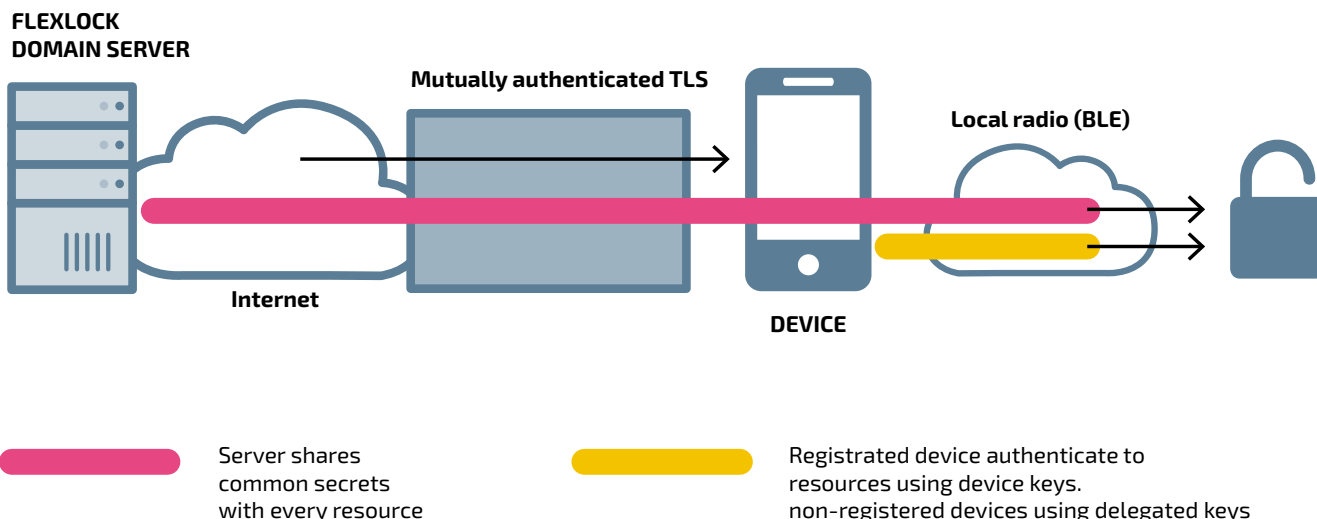 FLEXLOCK
DOMAIN SERVER
Mutually authenticated TLS
Local radio (BLE)
Internet
DEVICE
Server shares
common secrets
with every resource
Registrated device authenticate to
resources using device keys.
non-registered devices using delegated keys